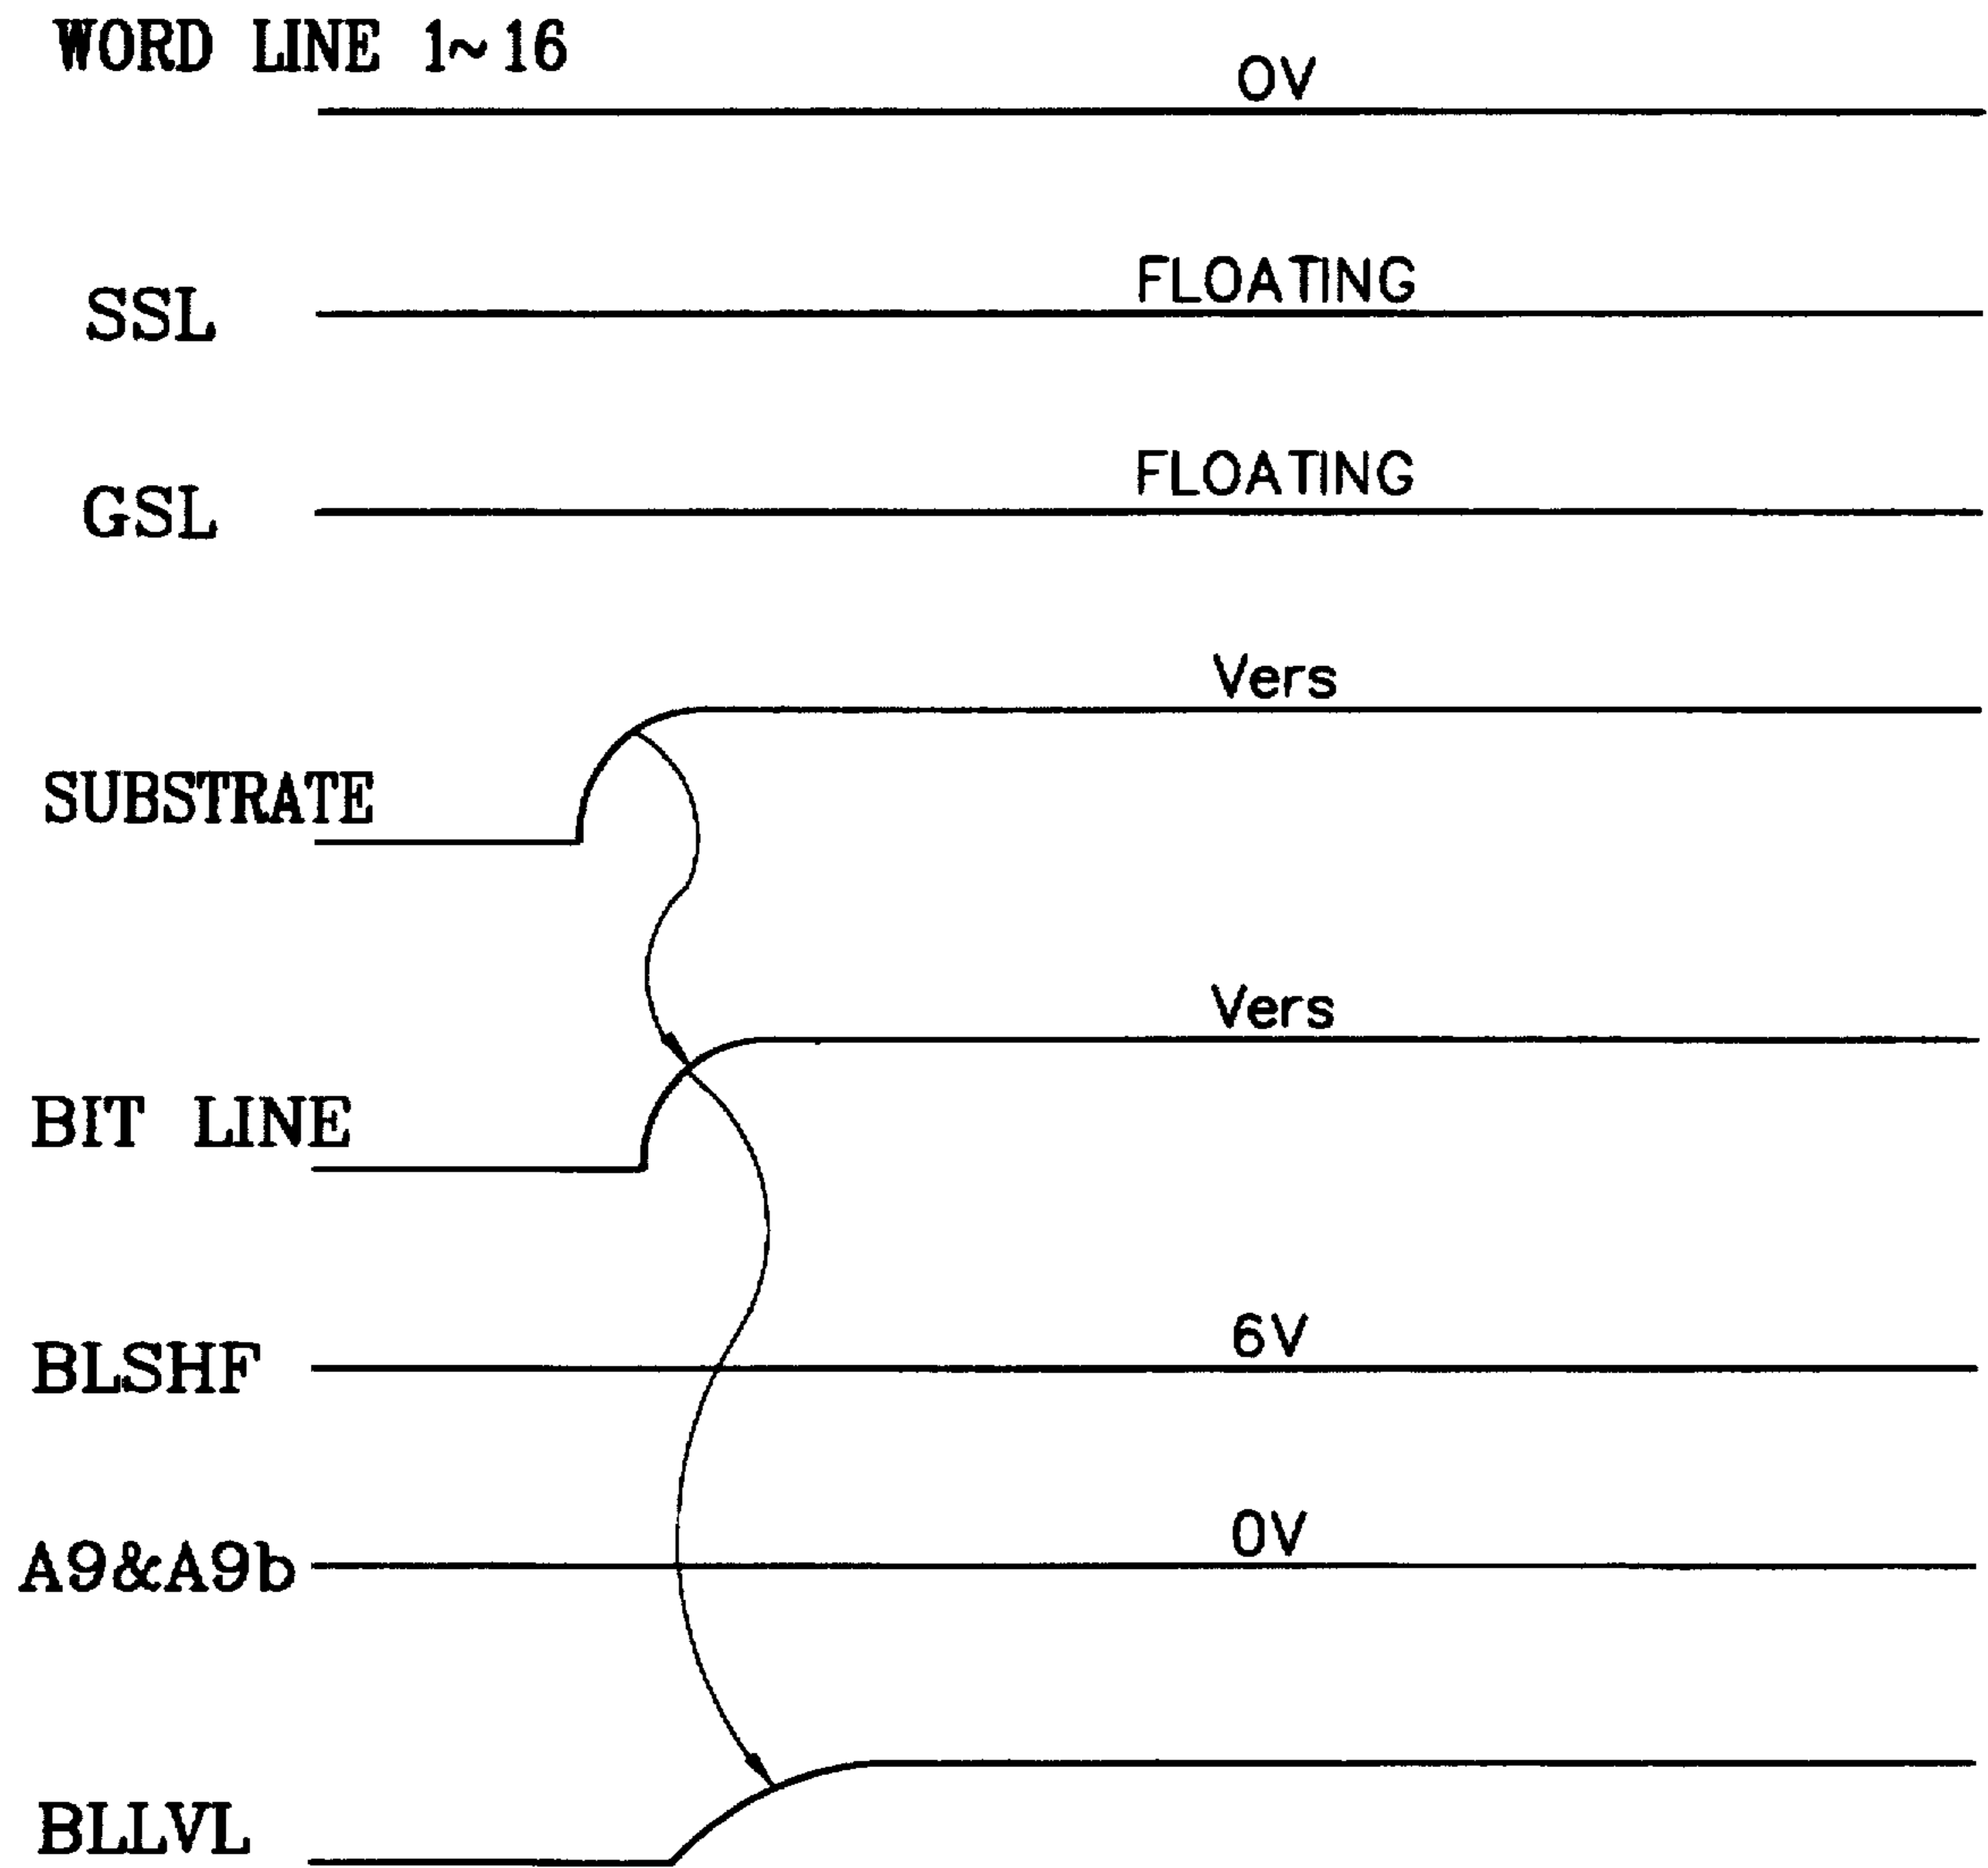 WORD LINE 1~16
0V
SSL
FLOATING
GSL
FLOATING
SUBSTRATE
Vers
BIT LINE
Vers
BLSHF
6V
A9&A9b
0V
BLLVL